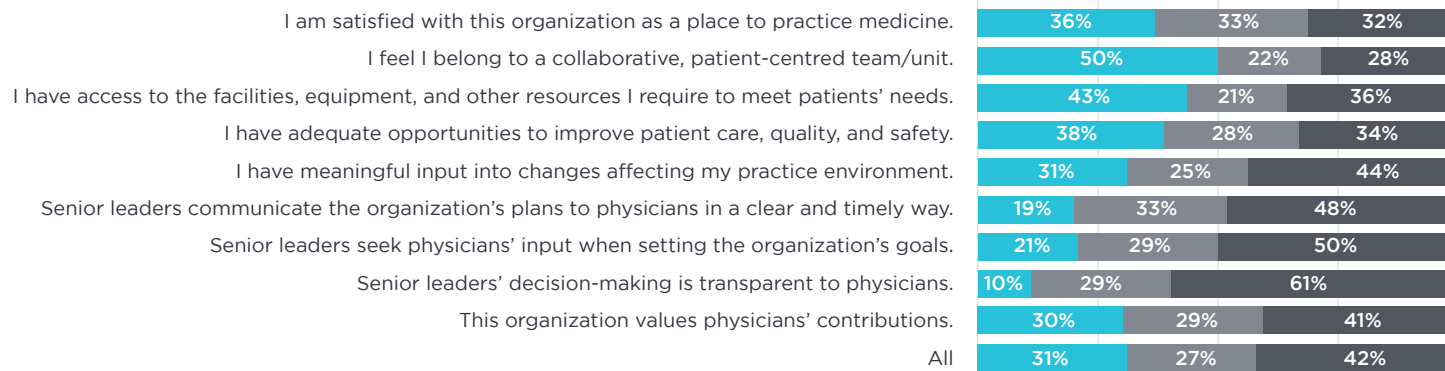 I am satisfied with this organization as a place to practice medicine. 36% 33% 32%
I feel I belong to a collaborative, patient-centred team/unit. 50% 22% 28%
I have access to the facilities, equipment, and other resources I require to meet patients’ needs. 43% 21% 36%
I have adequate opportunities to improve patient care, quality, and safety. 38% 28% 34%
I have meaningful input into changes affecting my practice environment. 31% 25% 44%
Senior leaders communicate the organization’s plans to physicians in a clear and timely way. 19% 33% 48%
Senior leaders seek physicians’ input when setting the organization’s goals. 21% 29% 50%
Senior leaders’ decision-making is transparent to physicians. 10% 29% 61%
This organization values physicians’ contributions. 30% 29% 41%
All 31% 27% 42%